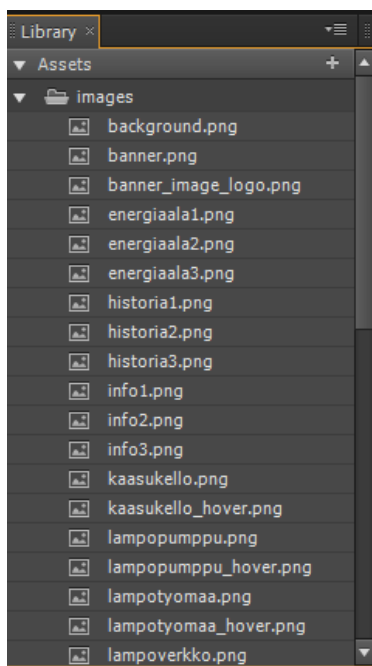 Library
Assets
images
background.png
banner.png
banner_image_logo.png
energiaala1.png
energiaala2.png
energiaala3.png
historia1.png
historia2.png
historia3.png
info1.png
info2.png
info3.png
kaasukello.png
kaasukello_hover.png
lampopumppu.png
lampopumppu_hover.png
lampotyomaa.png
lampotyomaa_hover.png
lampoverkko.png